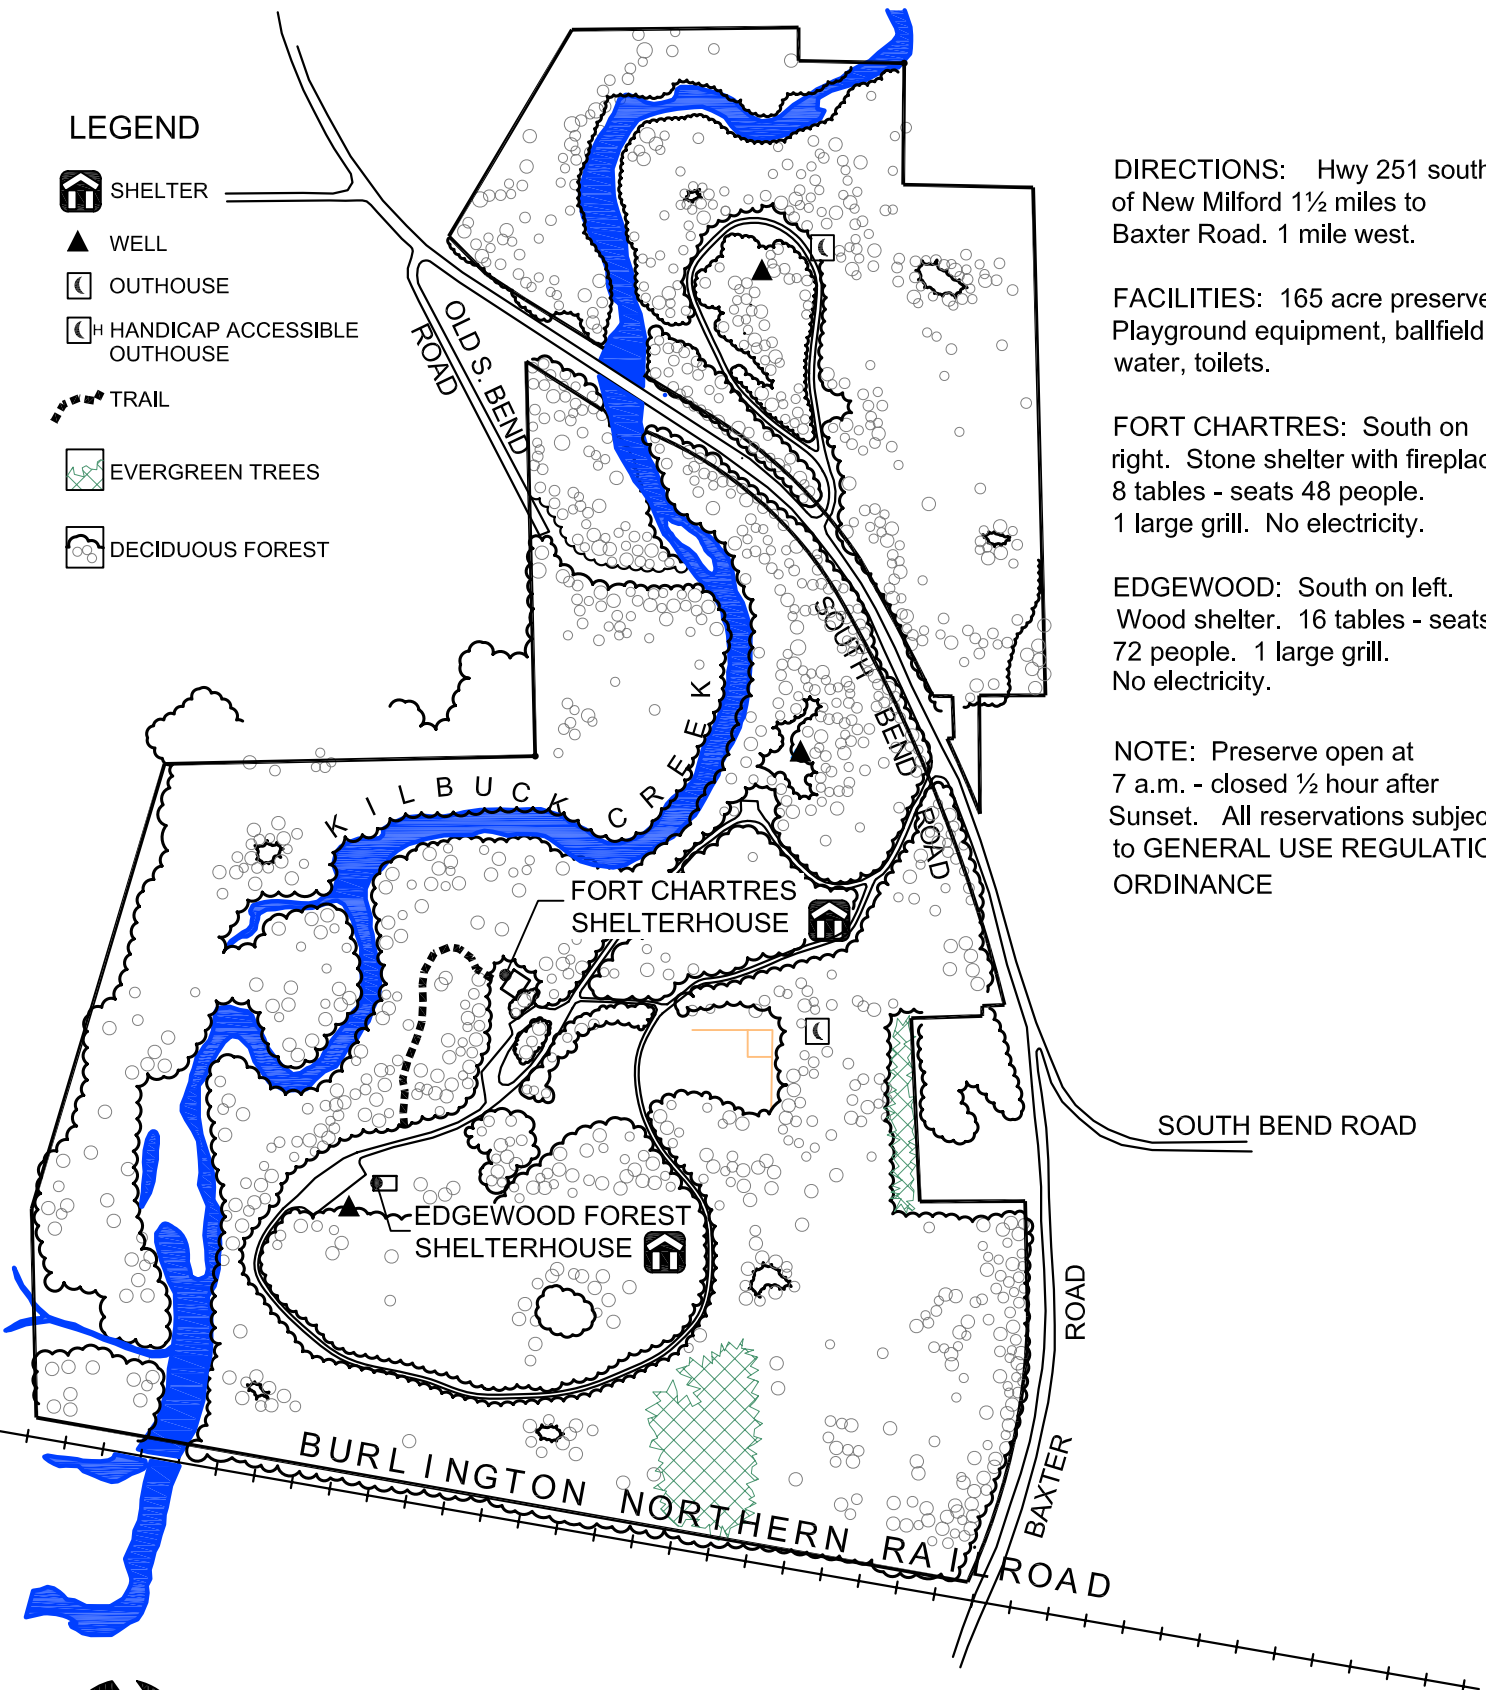 LEGEND
SHELTER
WELL
OUTHOUSE
H HANDICAP ACCESSIBLE
OUTHOUSE
TRAIL
EVERGREEN TREES
DECIDUOUS FOREST
OLD S. BEND
ROAD
SOUTH BEND ROAD
KILBUCK CREEK
FORT CHARTRES
SHELTERHOUSE
EDGEWOOD FOREST
SHELTERHOUSE
SOUTH BEND ROAD
BAXTER ROAD
BURLINGTON NORTHERN RAILROAD
DIRECTIONS: Hwy 251 south
of New Milford 1½ miles to
Baxter Road. 1 mile west.
FACILITIES: 165 acre preserve
Playground equipment, ballfield
water, toilets.
FORT CHARTRES: South on
right. Stone shelter with fireplac
8 tables - seats 48 people.
1 large grill. No electricity.
EDGEWOOD: South on left.
Wood shelter. 16 tables - seats
72 people. 1 large grill.
No electricity.
NOTE: Preserve open at
7 a.m. - closed ½ hour after
Sunset. All reservations subjec
to GENERAL USE REGULATIO
ORDINANCE